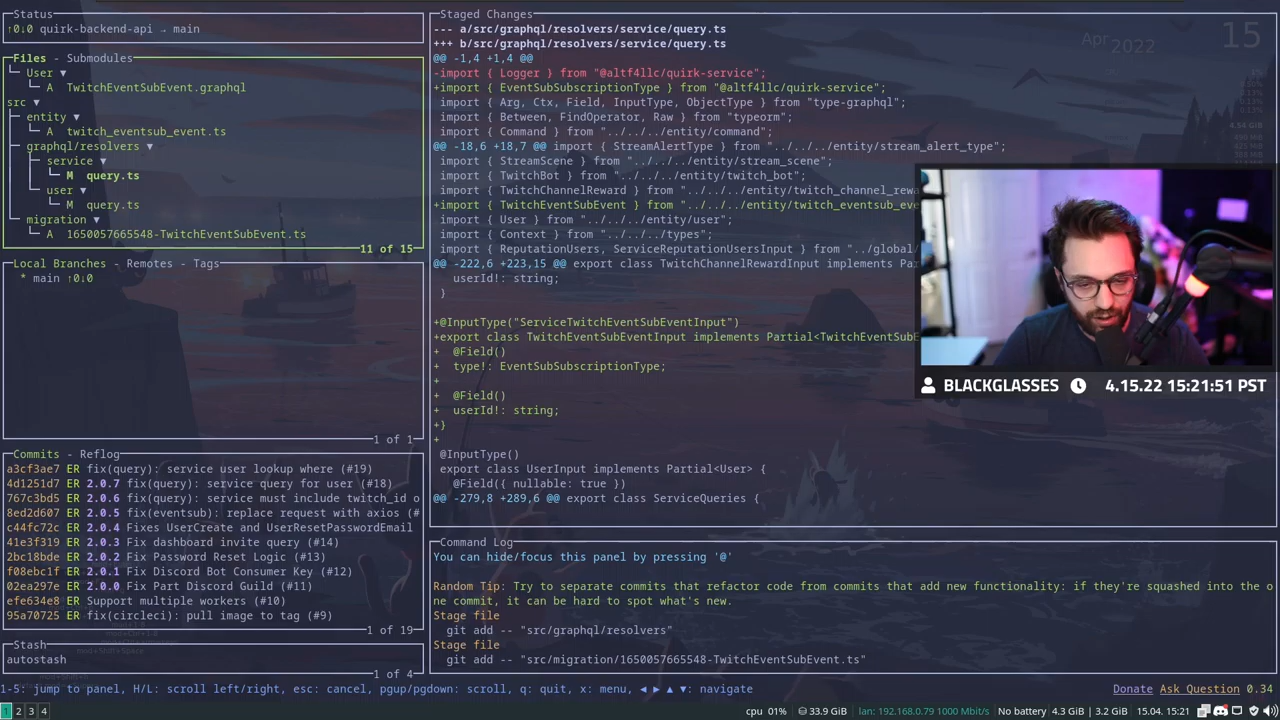 Status
↑0↓0 quirk-backend-api → main
Files - Submodules
└─ User ▼
└─ A TwitchEventSubEvent.graphql
src ▼
├─ entity ▼
│ └─ A twitch_eventsub_event.ts
├─ graphql/resolvers ▼
│ ├─ service ▼
│ │ └─ M query.ts
│ └─ user ▼
│ └─ M query.ts
└─ migration ▼
└─ A 1650057665548-TwitchEventSubEvent.ts
11 of 15
Local Branches - Remotes - Tags
* main ↑0↓0
1 of 1
Commits - Reflog
a3cf3ae7 ER fix(query): service user lookup where (#19)
4d1251d7 ER 2.0.7 fix(query): service query for user (#18)
767c3bd5 ER 2.0.6 fix(query): service must include twitch_id o
8ed2d607 ER 2.0.5 fix(eventsub): replace request with axios (#
c44fc72c ER 2.0.4 Fixes UserCreate and UserResetPasswordEmail
41e3f319 ER 2.0.3 Fix dashboard invite query (#14)
2bc18bde ER 2.0.2 Fix Password Reset Logic (#13)
f08ebc1f ER 2.0.1 Fix Discord Bot Consumer Key (#12)
02ea297e ER 2.0.0 Fix Part Discord Guild (#11)
efe634e8 ER Support multiple workers (#10)
95a70725 ER fix(circleci): pull image to tag (#9)
1 of 19
Stash
autostash
1 of 4
Staged Changes
--- a/src/graphql/resolvers/service/query.ts
+++ b/src/graphql/resolvers/service/query.ts
@@ -1,4 +1,4 @@
-import { Logger } from "@altf4llc/quirk-service";
+import { EventSubSubscriptionType } from "@altf4llc/quirk-service";
import { Arg, Ctx, Field, InputType, ObjectType } from "type-graphql";
import { Between, FindOperator, Raw } from "typeorm";
import { Command } from "../../../entity/command";
@@ -18,6 +18,7 @@ import { StreamAlertType } from "../../../entity/stream_alert_type";
import { StreamScene } from "../../../entity/stream_scene";
import { TwitchBot } from "../../../entity/twitch_bot";
import { TwitchChannelReward } from "../../../entity/twitch_channel_rewa
+import { TwitchEventSubEvent } from "../../../entity/twitch_eventsub_eve
import { User } from "../../../entity/user";
import { Context } from "../../../types";
import { ReputationUsers, ServiceReputationUsersInput } from "../global/
@@ -222,6 +223,15 @@ export class TwitchChannelRewardInput implements Par
userId!: string;
}
+@InputType("ServiceTwitchEventSubEventInput")
+export class TwitchEventSubEventInput implements Partial<TwitchEventSubE
+ @Field()
+ type!: EventSubSubscriptionType;
+
+ @Field()
+ userId!: string;
+}
+
@InputType()
export class UserInput implements Partial<User> {
@Field({ nullable: true })
@@ -279,8 +289,6 @@ export class ServiceQueries {
Apr 2022 15
4.54 GiB
BLACKGLASSES 4.15.22 15:21:51 PST
Command Log
You can hide/focus this panel by pressing '@'
Random Tip: Try to separate commits that refactor code from commits that add new functionality: if they're squashed into the o
ne commit, it can be hard to spot what's new.
Stage file
git add -- "src/graphql/resolvers"
Stage file
git add -- "src/migration/1650057665548-TwitchEventSubEvent.ts"
1-5: jump to panel, H/L: scroll left/right, esc: cancel, pgup/pgdown: scroll, q: quit, x: menu, ◄ ► ▲ ▼: navigate
Donate Ask Question 0.34
1 2 3 4
cpu 01% 33.9 GiB lan: 192.168.0.79 1000 Mbit/s No battery 4.3 GiB | 3.2 GiB 15.04. 15:21